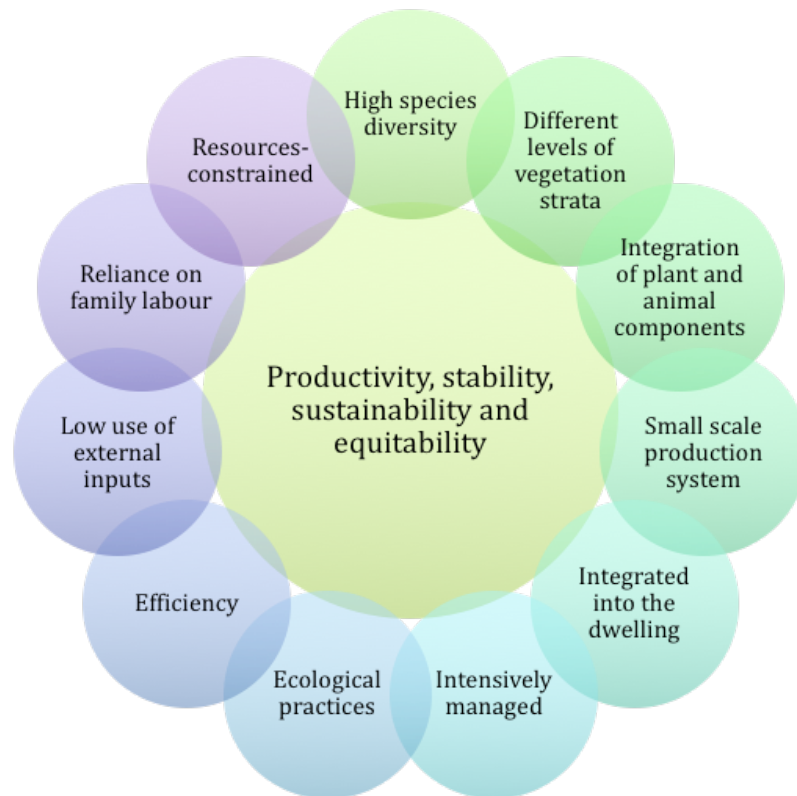 High species
diversity
Different
levels of
vegetation
strata
Integration
of plant and
animal
components
Small scale
production
system
Integrated
into the
dwelling
Intensively
managed
Ecological
practices
Efficiency
Low use of
external
inputs
Reliance on
family labour
Resources-
constrained
Productivity, stability,
sustainability and
equitability